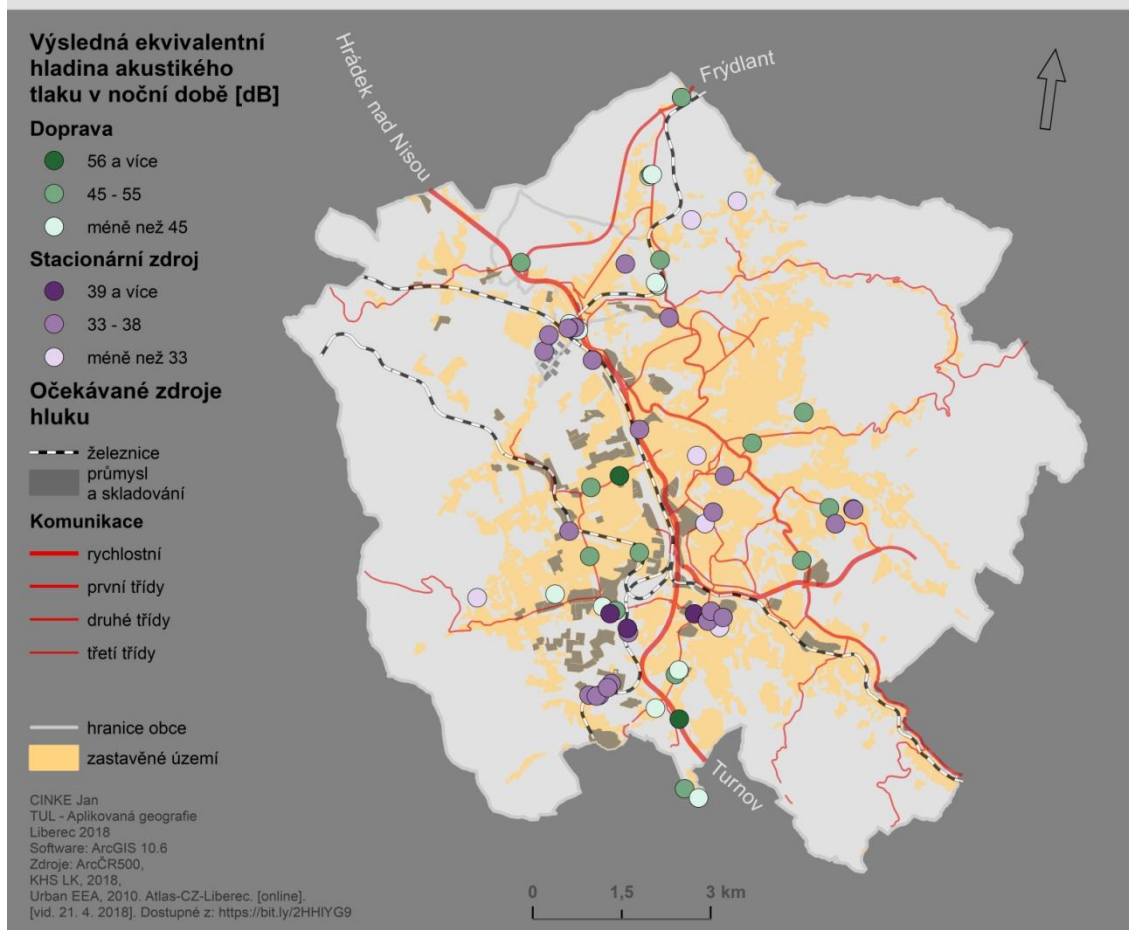 Výsledná ekvivalentní
hladina akustikého
tlaku v noční době [dB]
Doprava
56 a více
45 - 55
méně než 45
Stacionární zdroj
39 a více
33 - 38
méně než 33
Očekávané zdroje
hluku
železnice
průmysl
a skladování
Komunikace
rychlostní
první třídy
druhé třídy
třetí třídy
hranice obce
zastavěné území
CINKE Jan
TUL - Aplikovaná geografie
Liberec 2018
Software: ArcGIS 10.6
Zdroje: ArcČR500,
KHS LK, 2018,
Urban EEA, 2010. Atlas-CZ-Liberec. [online].
[vid. 21. 4. 2018]. Dostupné z: https://bit.ly/2HHIYG9
Hrádek nad Nisou
Frýdlant
Turnov
0 1,5 3 km